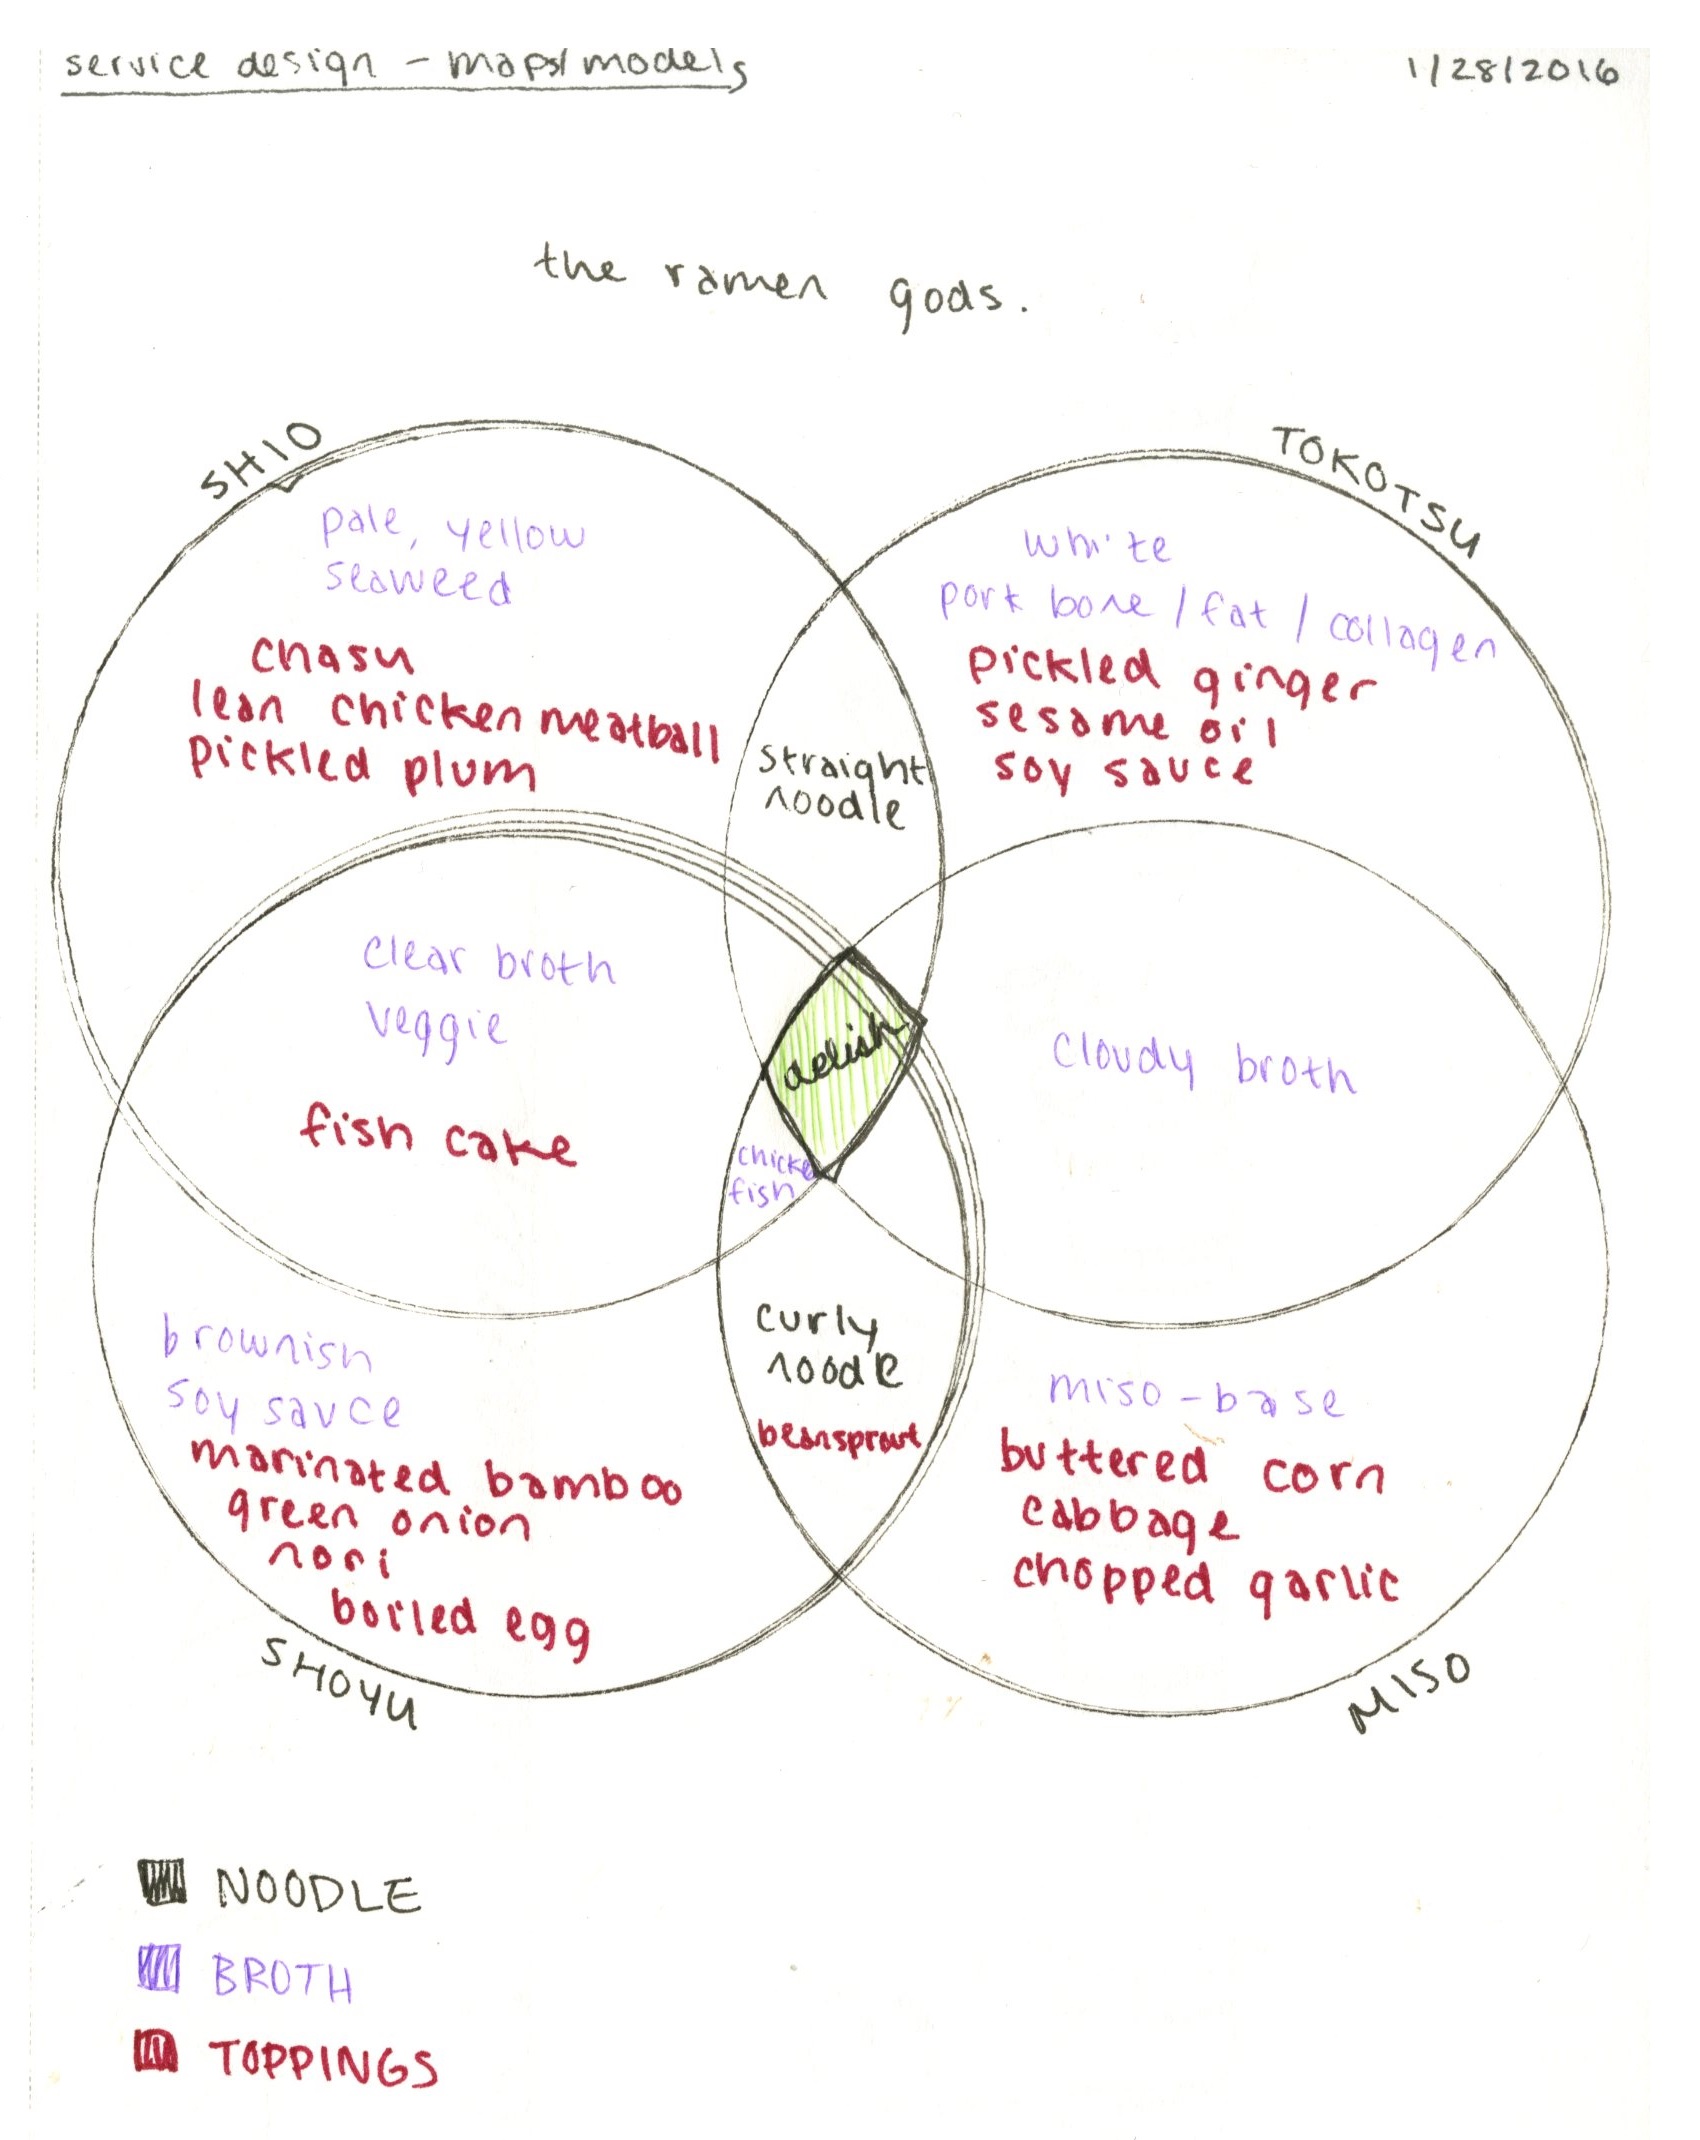 service design - maps/models
1/28/2016
the ramen gods.
SHIO
TOKOTSU
pale, yellow
seaweed
chasu
lean chicken meatball
pickled plum
white
pork bone / fat / collagen
pickled ginger
sesame oil
soy sauce
straight
noodle
clear broth
veggie
fish cake
delish
cloudy broth
chicke
fish
brownish
soy sauce
marinated bamboo
green onion
nori
boiled egg
curly
noodle
beansprout
miso-base
buttered corn
cabbage
chopped garlic
SHOYU
MISO
NOODLE
BROTH
TOPPINGS